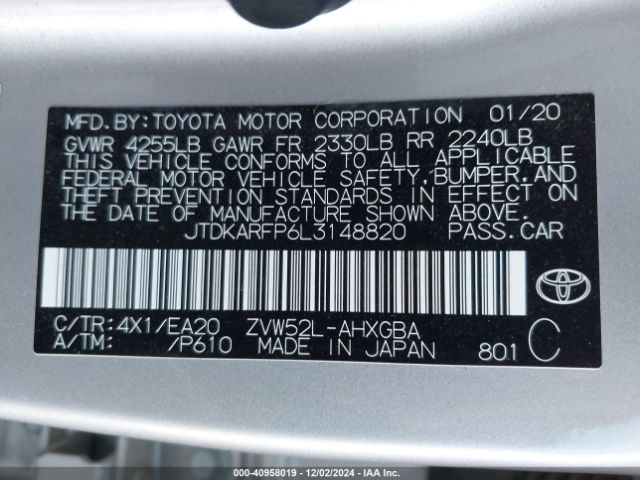 MFD. BY: TOYOTA MOTOR CORPORATION 01/20
GVWR 4255LB GAWR FR 2330LB RR 2240LB
THIS VEHICLE CONFORMS TO ALL APPLICABLE
FEDERAL MOTOR VEHICLE SAFETY, BUMPER, AND
THEFT PREVENTION STANDARDS IN EFFECT ON
THE DATE OF MANUFACTURE SHOWN ABOVE.
JTDKARFP6L3148820 PASS. CAR
C/TR: 4X1/EA20 ZVW52L-AHXGBA
A/TM: /P610 MADE IN JAPAN 801 C
TOYOTA
000-40958019 - 12/02/2024 - IAAI.COM